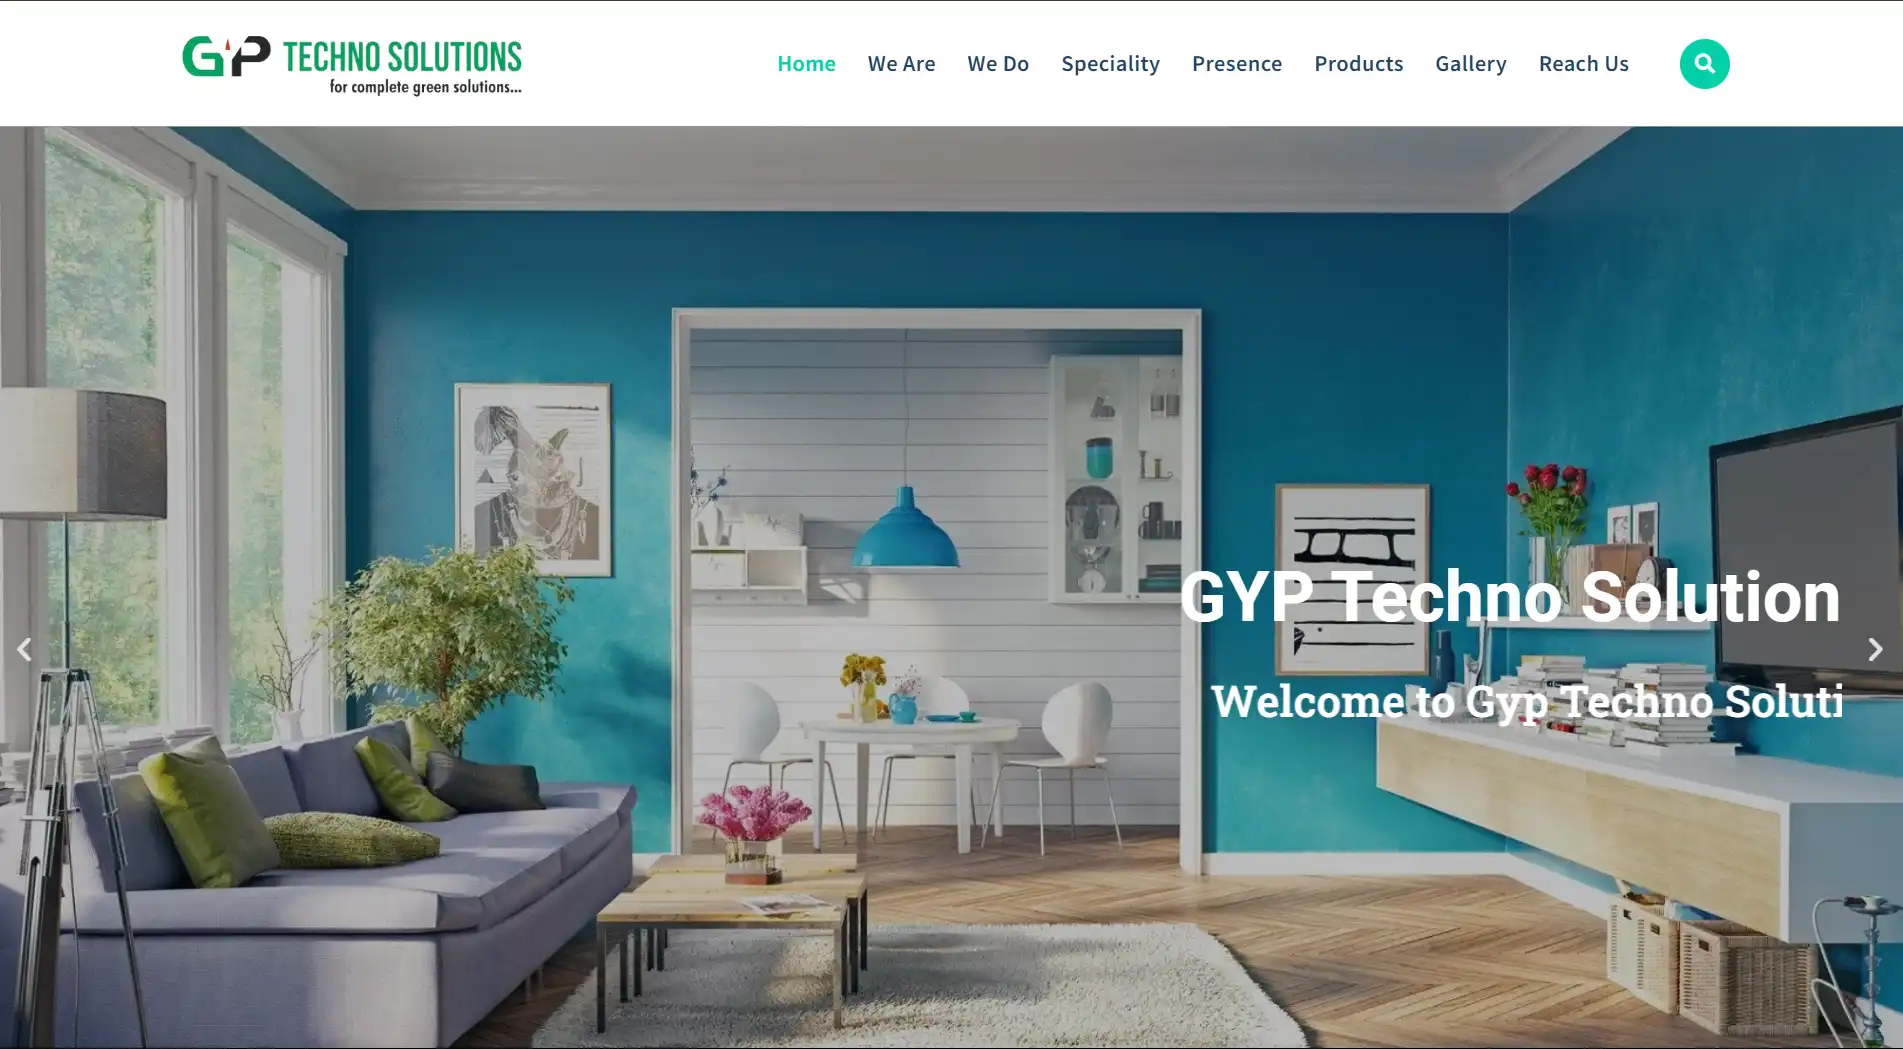 GYP TECHNO SOLUTIONS
for complete green solutions...
Home We Are We Do Speciality Presence Products Gallery Reach Us
GYP Techno Solution
Welcome to Gyp Techno Soluti